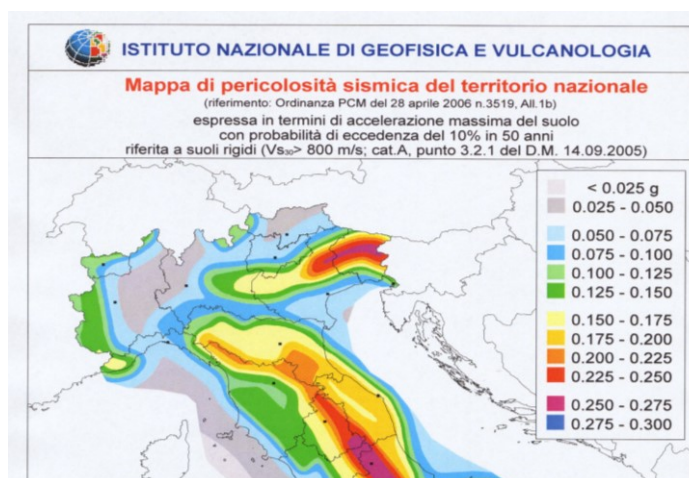 ISTITUTO NAZIONALE DI GEOFISICA E VULCANOLOGIA
Mappa di pericolosità sismica del territorio nazionale
(riferimento: Ordinanza PCM del 28 aprile 2006 n.3519, All.1b)
espressa in termini di accelerazione massima del suolo
con probabilità di eccedenza del 10% in 50 anni
riferita a suoli rigidi (Vs₃₀> 800 m/s; cat.A, punto 3.2.1 del D.M. 14.09.2005)
< 0.025 g
0.025 - 0.050
0.050 - 0.075
0.075 - 0.100
0.100 - 0.125
0.125 - 0.150
0.150 - 0.175
0.175 - 0.200
0.200 - 0.225
0.225 - 0.250
0.250 - 0.275
0.275 - 0.300